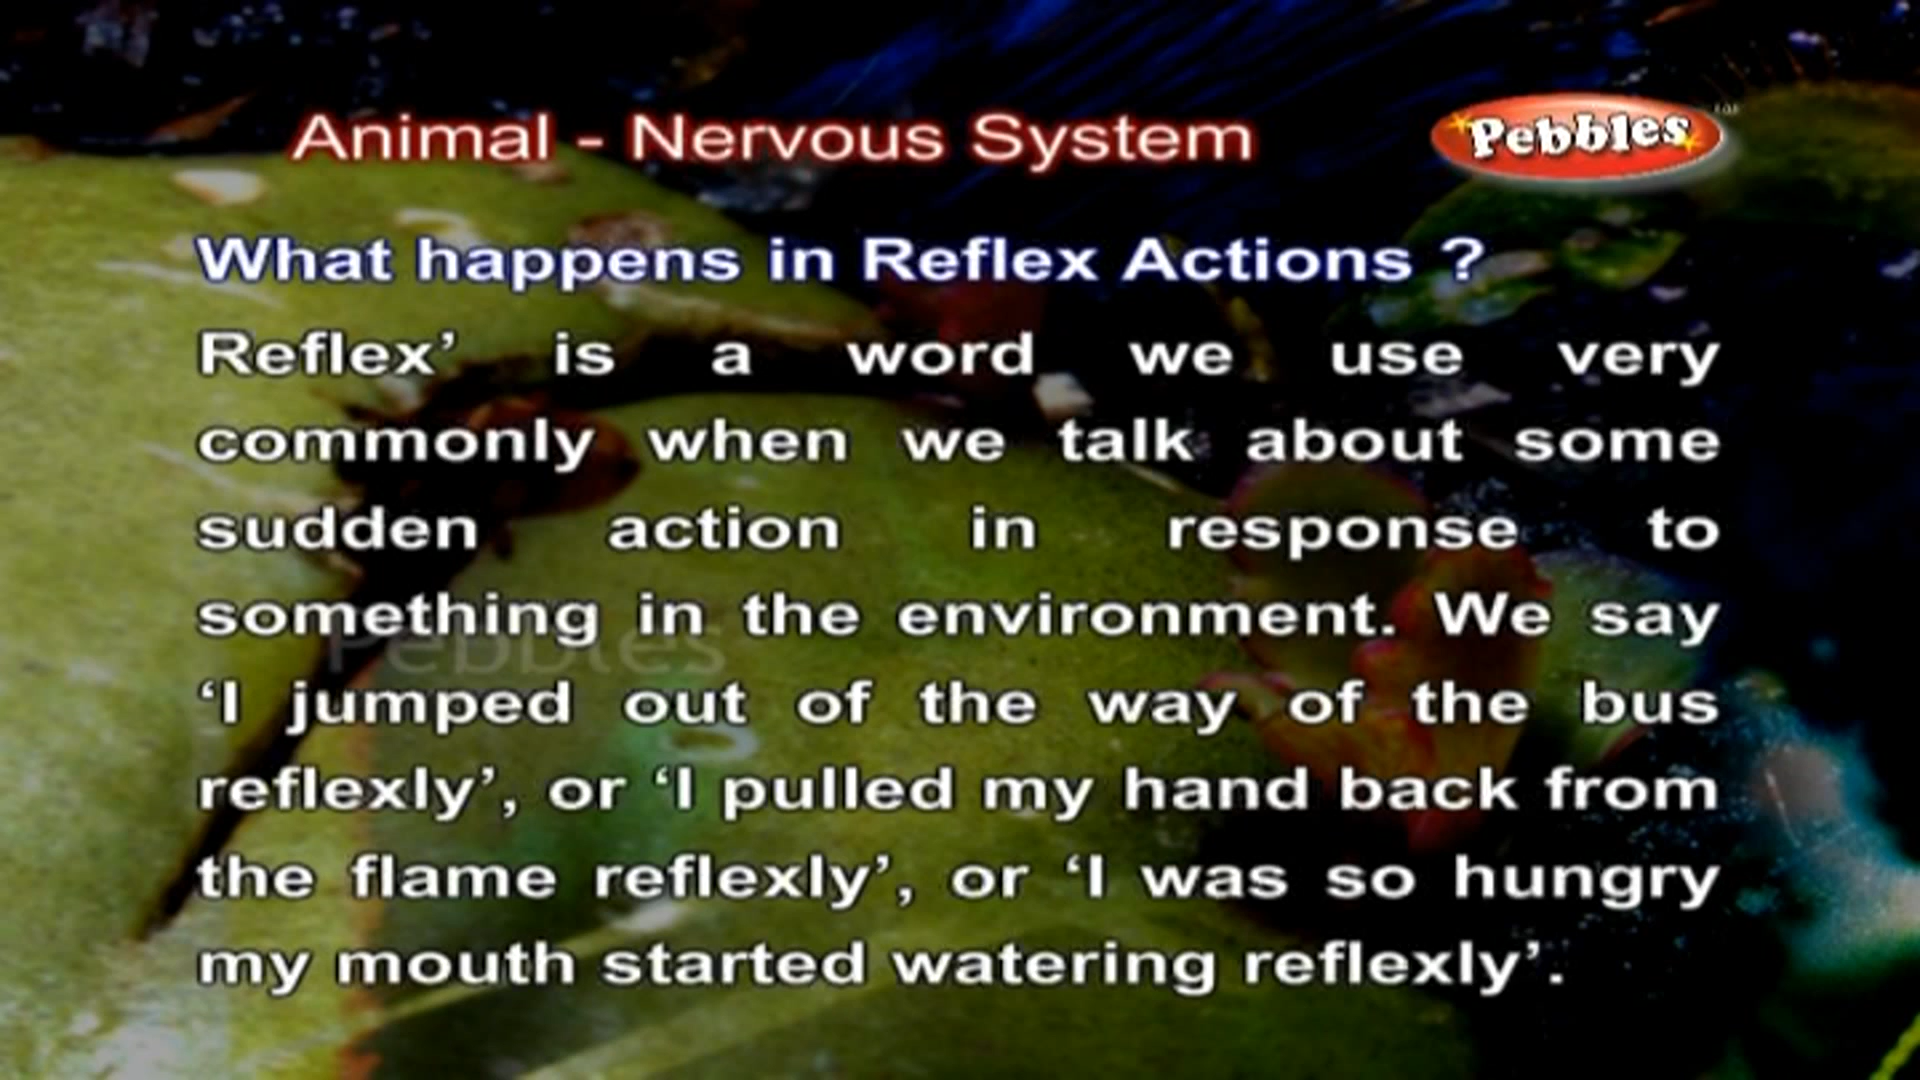 Animal - Nervous System
Pebbles
What happens in Reflex Actions ?
Reflex’ is a word we use very
commonly when we talk about some
sudden action in response to
something in the environment. We say
‘I jumped out of the way of the bus
reflexly’, or ‘I pulled my hand back from
the flame reflexly’, or ‘I was so hungry
my mouth started watering reflexly’.
Pebbles